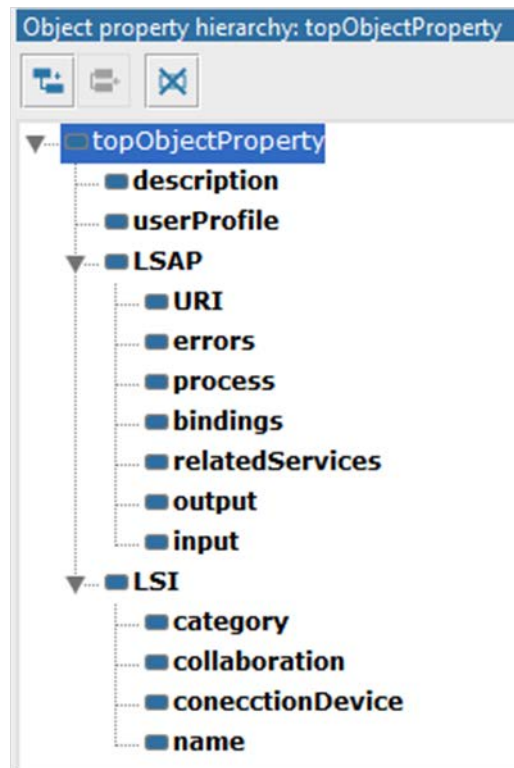 Object property hierarchy: topObjectProperty
topObjectProperty
description
userProfile
LSAP
URI
errors
process
bindings
relatedServices
output
input
LSI
category
collaboration
conecctionDevice
name